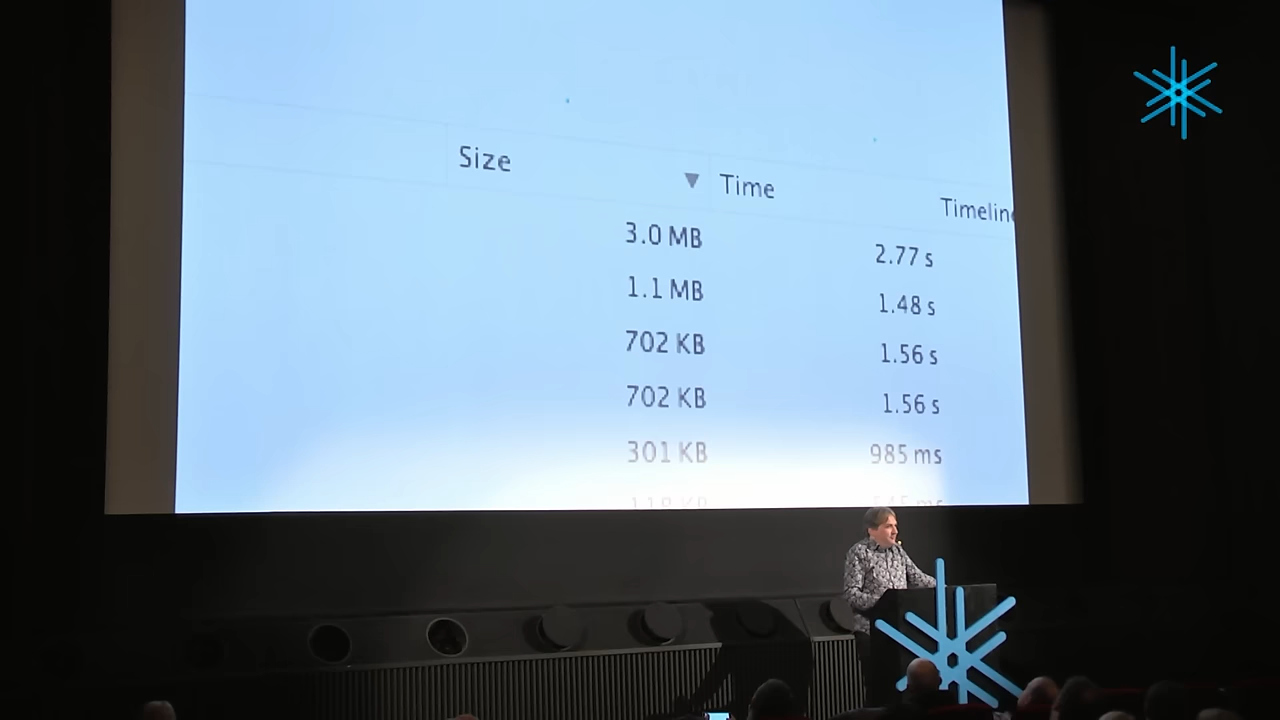 Size ▼ Time Timelin
3.0 MB 2.77 s
1.1 MB 1.48 s
702 KB 1.56 s
702 KB 1.56 s
301 KB 985 ms